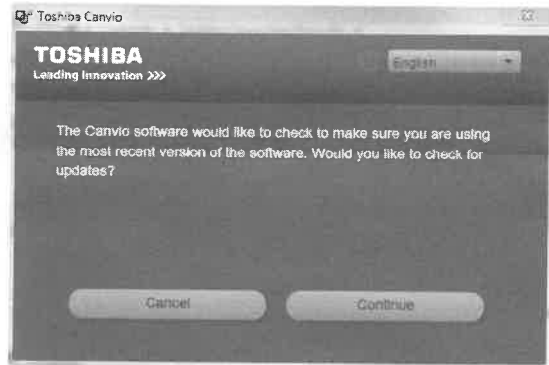 Toshiba Canvio
TOSHIBA
Leading Innovation >>>
English
The Canvio software would like to check to make sure you are using
the most recent version of the software. Would you like to check for
updates?
Cancel
Continue